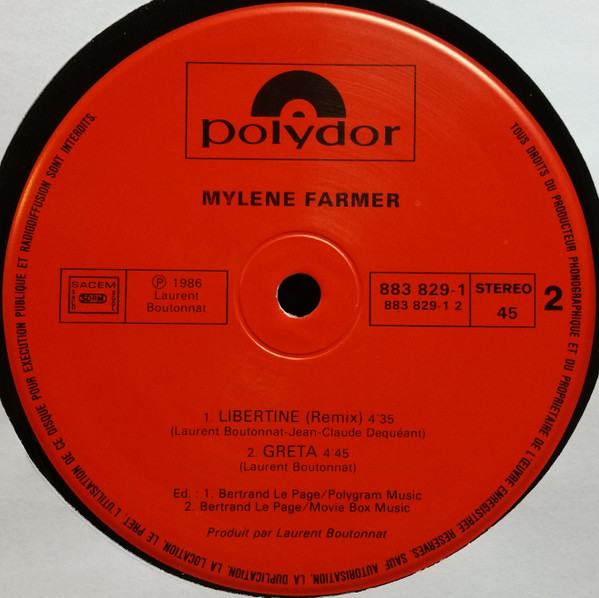 polydor
MYLENE FARMER
SACEM
SDRM
℗ 1986
Laurent
Boutonnat
883 829-1
883 829-1 2
STEREO
45
2
1. LIBERTINE (Remix) 4'35
(Laurent Boutonnat-Jean-Claude Dequéant)
2. GRETA 4'45
(Laurent Boutonnat)
Ed. : 1. Bertrand Le Page/Polygram Music
2. Bertrand Le Page/Movie Box Music
Produit par Laurent Boutonnat
TOUS DROITS DU PRODUCTEUR PHONOGRAPHIQUE ET DU PROPRIETAIRE DE L'ŒUVRE ENREGISTREE RESERVES. SAUF AUTORISATION, LA DUPLICATION, LA LOCATION, LE PRET, L'UTILISATION DE CE DISQUE POUR EXECUTION PUBLIQUE ET RADIODIFFUSION SONT INTERDITS.